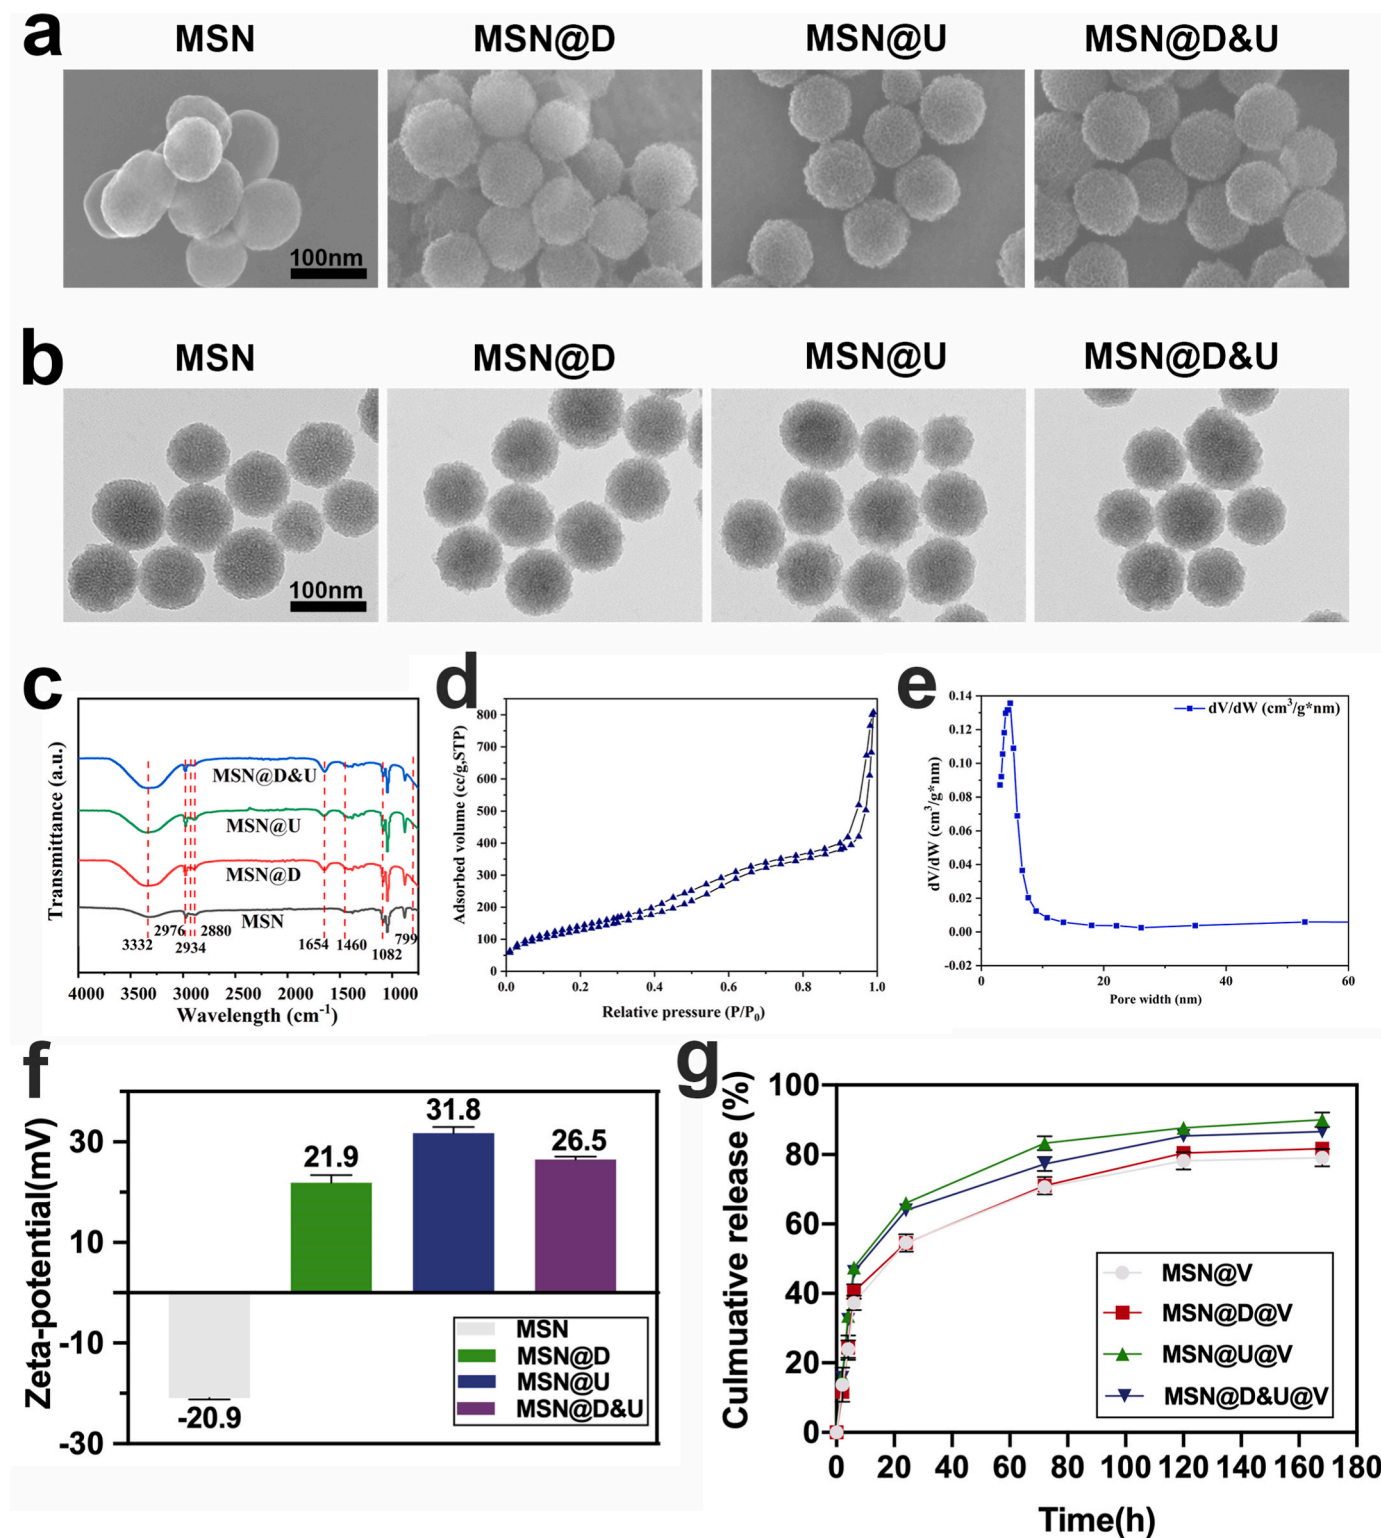 a
MSN MSN@D MSN@U MSN@D&U
100nm
b
MSN MSN@D MSN@U MSN@D&U
100nm
c
Transmittance (a.u.)
MSN@D&U
MSN@U
MSN@D
MSN
3332 2976 2934 2880 1654 1460 1082 799
4000 3500 3000 2500 2000 1500 1000
Wavelength (cm-1)
d
Adsorbed volume (cc/g,STP)
800
700
600
500
400
300
200
100
0
0.0 0.2 0.4 0.6 0.8 1.0
Relative pressure (P/P0)
e
dV/dW (cm3/g*nm)
dV/dW (cm3/g*nm)
0.14
0.12
0.10
0.08
0.06
0.04
0.02
0.00
-0.02
0 20 40 60
Pore width (nm)
f
Zeta-potential(mV)
30
10
-10
-30
-20.9
21.9
31.8
26.5
MSN
MSN@D
MSN@U
MSN@D&U
g
Culmuative release (%)
100
80
60
40
20
0
MSN@V
MSN@D@V
MSN@U@V
MSN@D&U@V
0 20 40 60 80 100 120 140 160 180
Time(h)